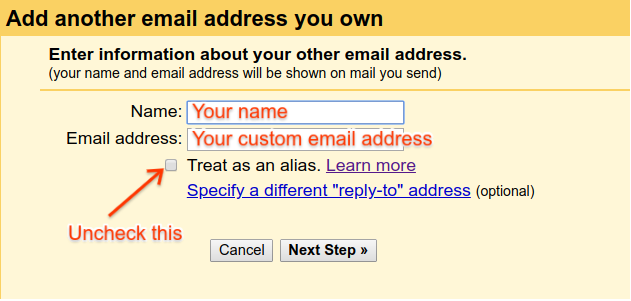 Add another email address you own
Enter information about your other email address.
(your name and email address will be shown on mail you send)
Name: Your name
Email address: Your custom email address
Treat as an alias. Learn more
Specify a different "reply-to" address (optional)
Uncheck this
Cancel Next Step »